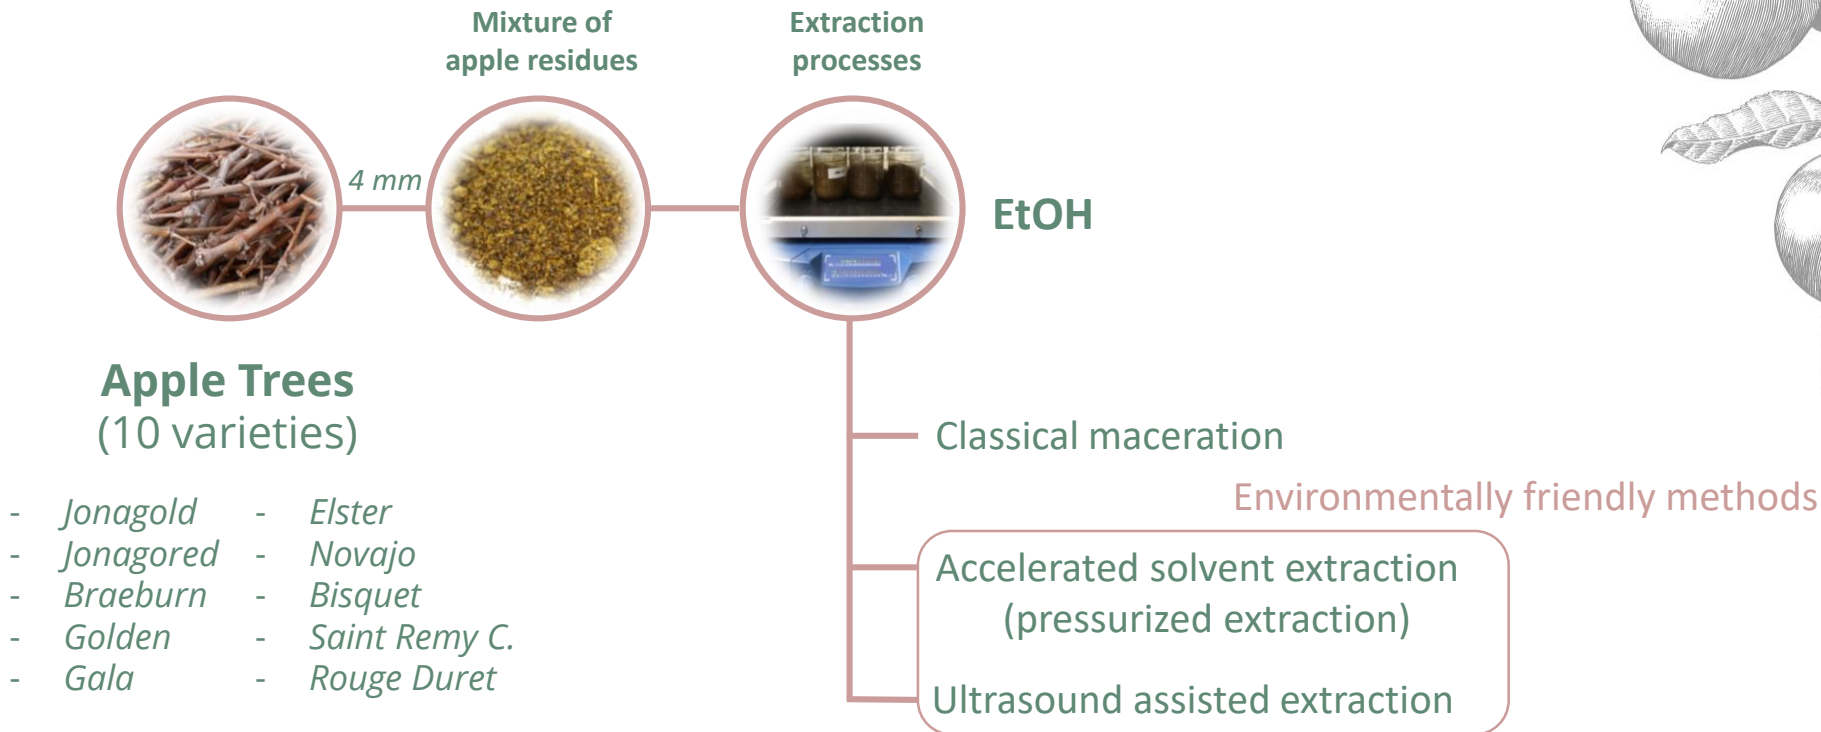 Mixture of
apple residues
Extraction
processes
4 mm
EtOH
Apple Trees
(10 varieties)
- Jonagold
- Jonagored
- Braeburn
- Golden
- Gala
- Elster
- Novajo
- Bisquet
- Saint Remy C.
- Rouge Duret
Classical maceration
Environmentally friendly methods
Accelerated solvent extraction
(pressurized extraction)
Ultrasound assisted extraction